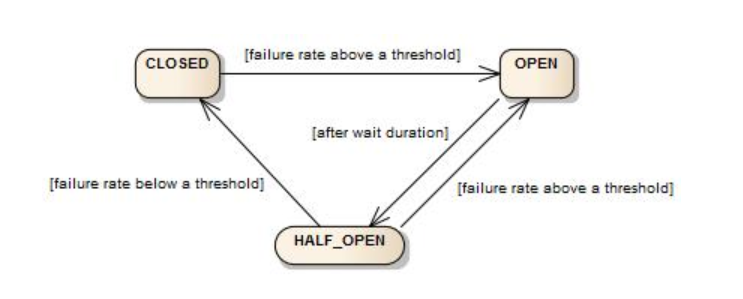 [failure rate above a threshold]
CLOSED
OPEN
[after wait duration]
[failure rate below a threshold]
[failure rate above a threshold]
HALF_OPEN